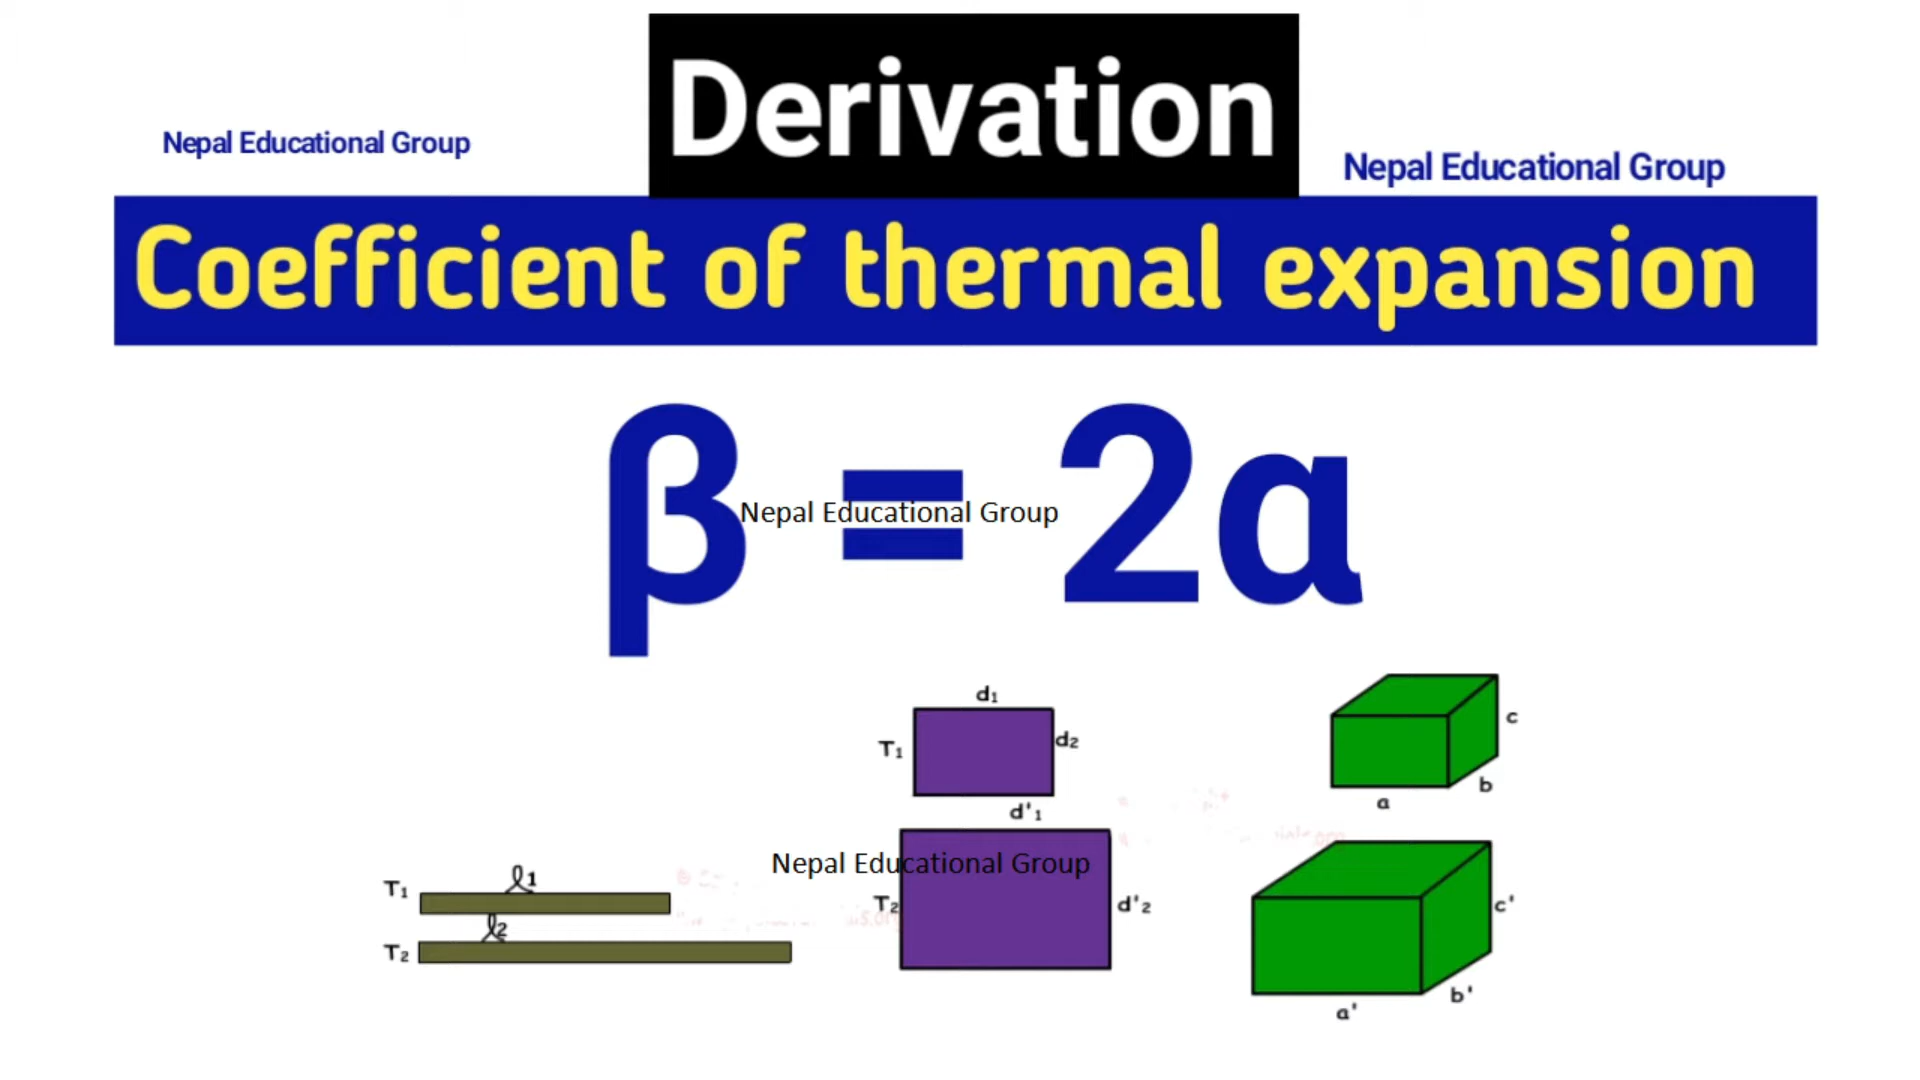 Derivation
Nepal Educational Group
Nepal Educational Group
Coefficient of thermal expansion
β = 2α
Nepal Educational Group
d₁
T₁
d₂
c
b
a
d'₁
Nepal Educational Group
T₁
ℓ₁
ℓ₂
T₂
T₂
d'₂
c'
b'
a'